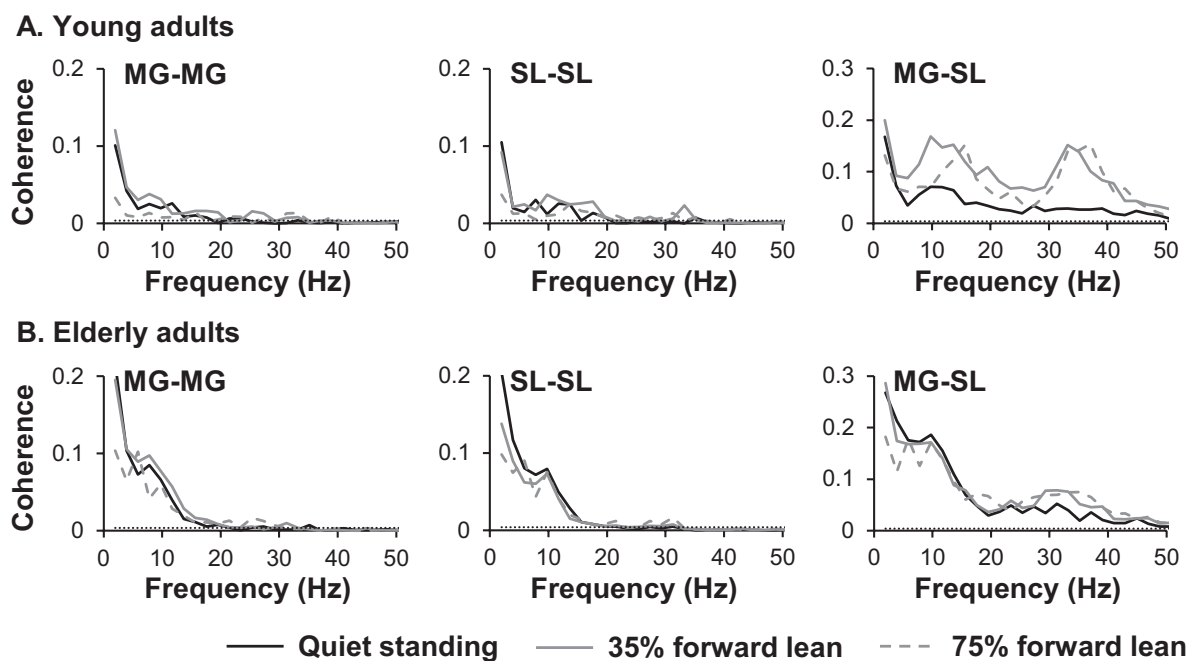 A. Young adults
MG-MG SL-SL MG-SL
Coherence
0.2 0.2 0.3
0.2
0.1 0.1
0.1
0 0 0
0 10 20 30 40 50 0 10 20 30 40 50 0 10 20 30 40 50
Frequency (Hz) Frequency (Hz) Frequency (Hz)
B. Elderly adults
MG-MG SL-SL MG-SL
Coherence
0.2 0.2 0.3
0.2
0.1 0.1
0.1
0 0 0
0 10 20 30 40 50 0 10 20 30 40 50 0 10 20 30 40 50
Frequency (Hz) Frequency (Hz) Frequency (Hz)
Quiet standing 35% forward lean 75% forward lean